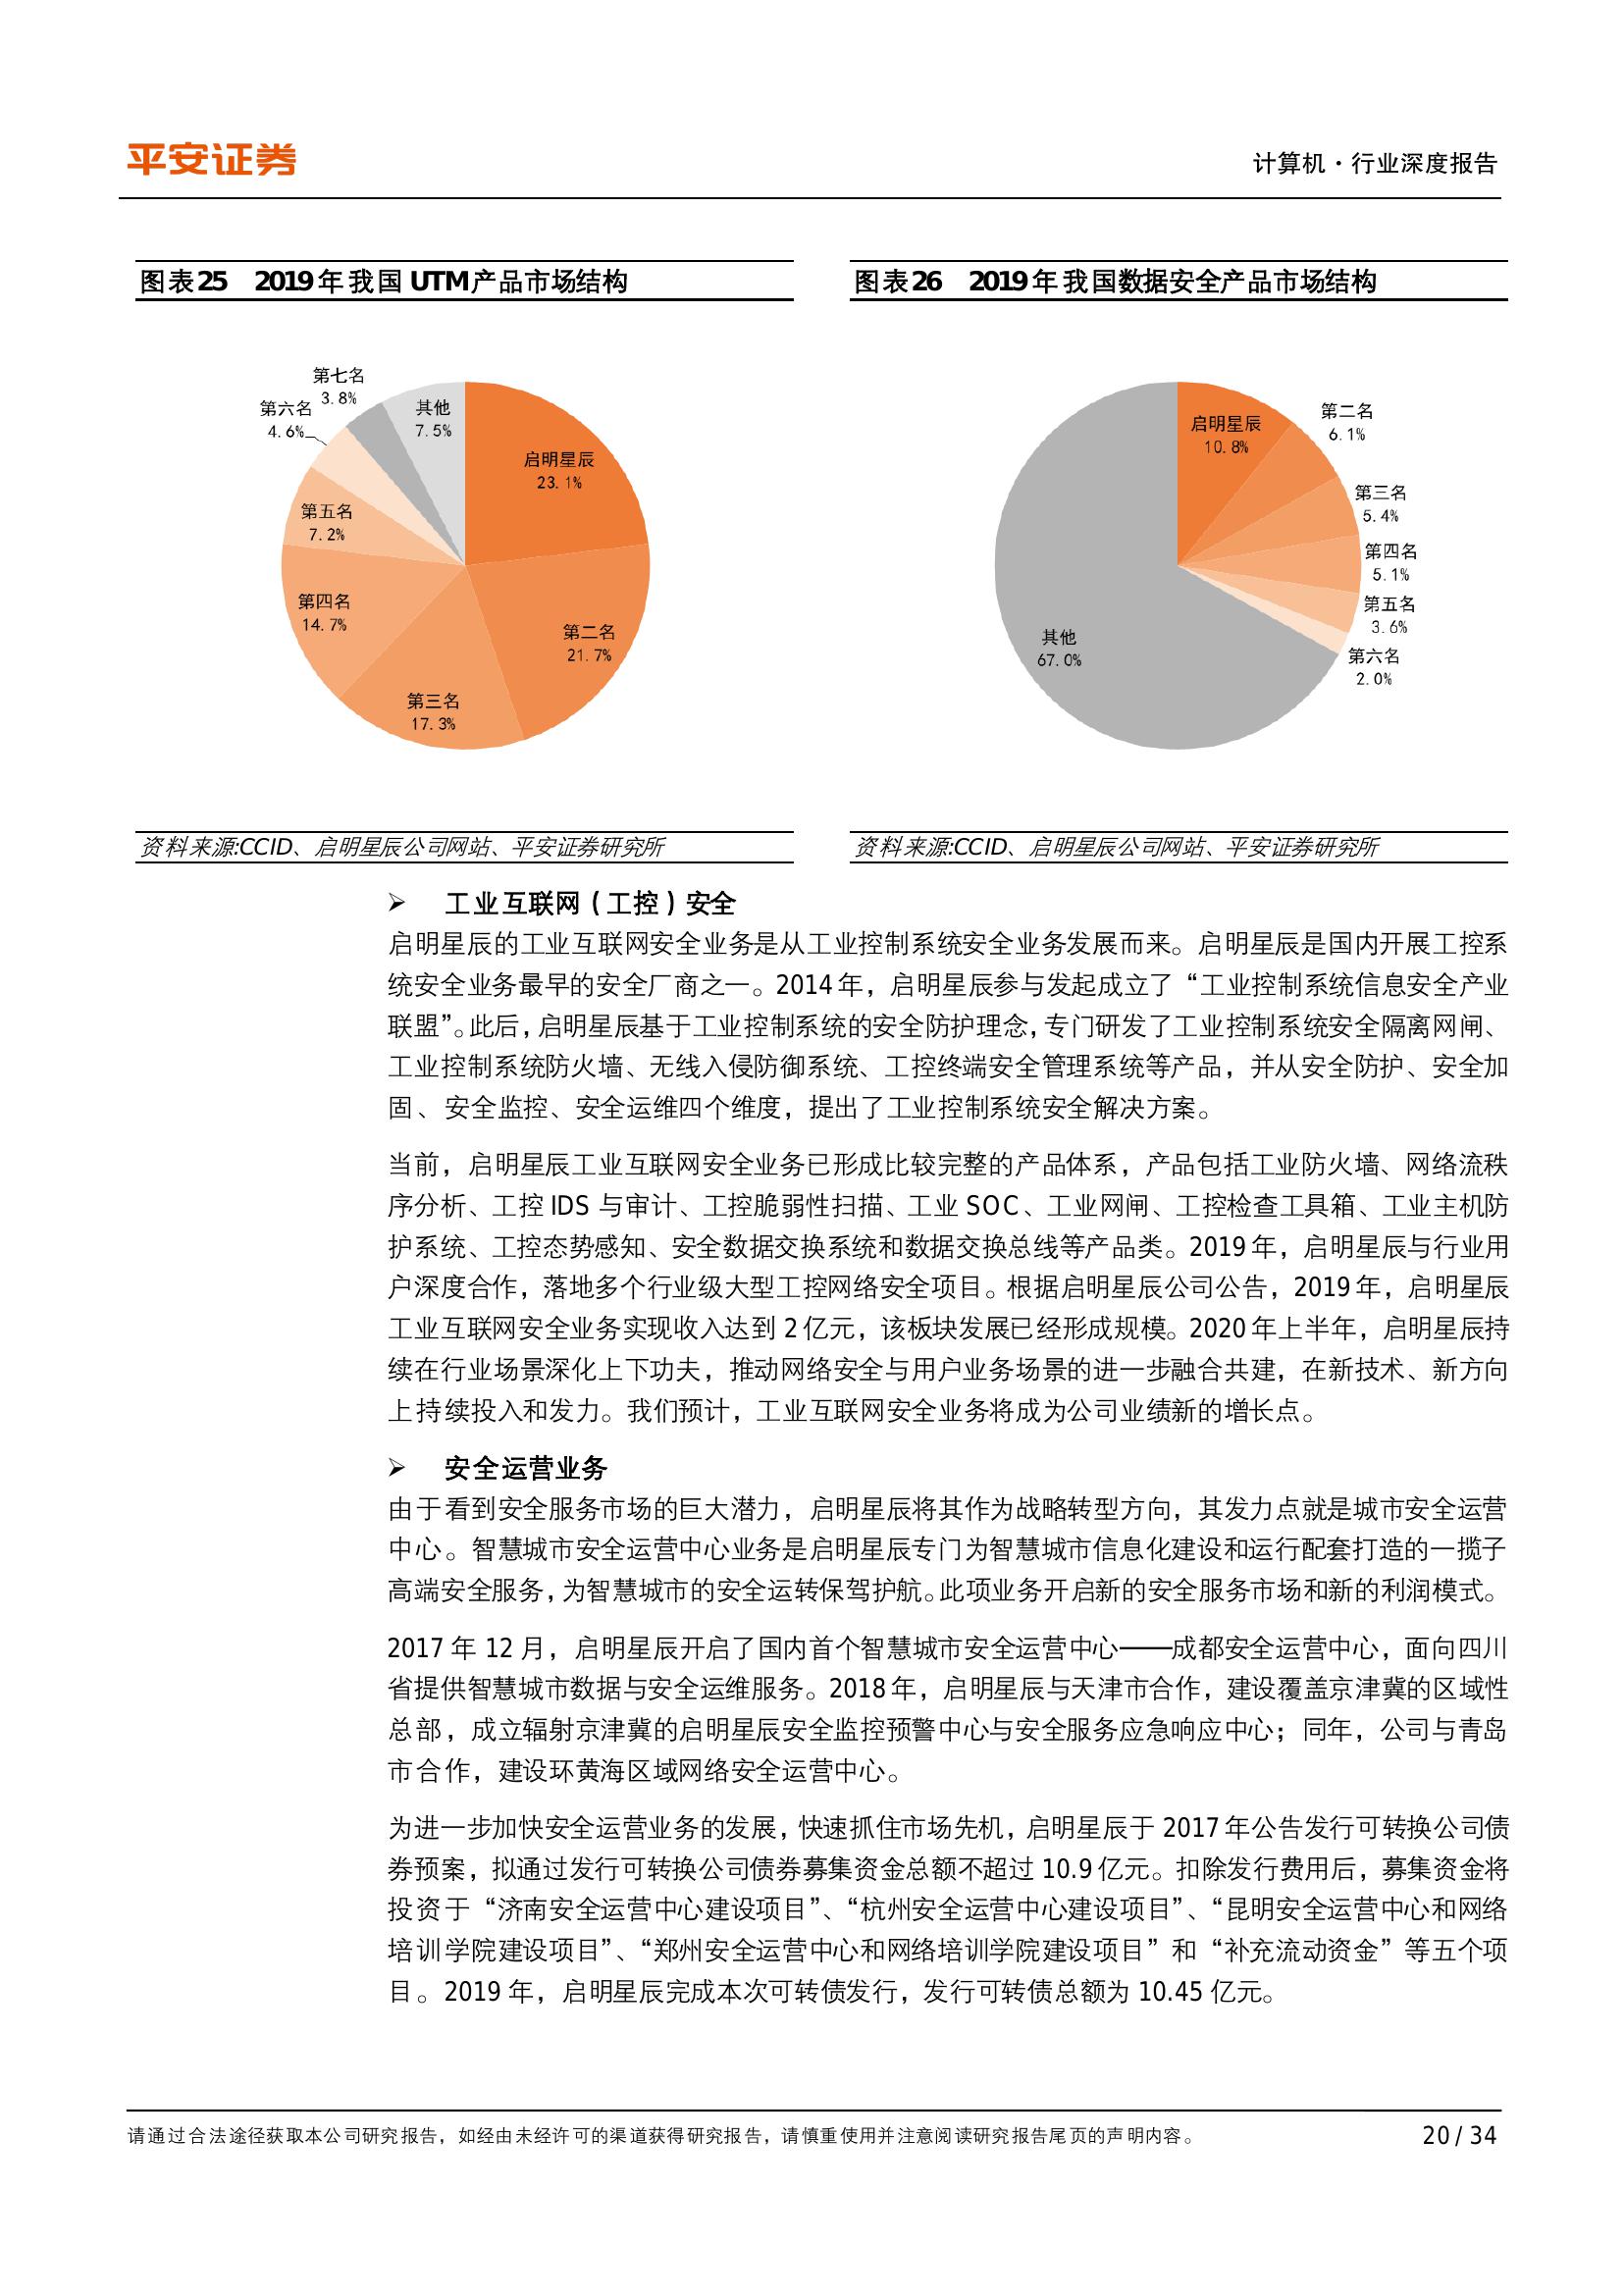 平安证券
计算机·行业深度报告
图表25 2019年我国UTM产品市场结构
第七名
3.8%
第六名
4.6%
其他
7.5%
启明星辰
23.1%
第五名
7.2%
第四名
14.7%
第二名
21.7%
第三名
17.3%
资料来源:CCID、启明星辰公司网站、平安证券研究所
图表26 2019年我国数据安全产品市场结构
启明星辰
10.8%
第二名
6.1%
第三名
5.4%
第四名
5.1%
第五名
3.6%
第六名
2.0%
其他
67.0%
资料来源:CCID、启明星辰公司网站、平安证券研究所
➢ 工业互联网（工控）安全
启明星辰的工业互联网安全业务是从工业控制系统安全业务发展而来。启明星辰是国内开展工控系
统安全业务最早的安全厂商之一。2014年，启明星辰参与发起成立了“工业控制系统信息安全产业
联盟”。此后，启明星辰基于工业控制系统的安全防护理念，专门研发了工业控制系统安全隔离网闸、
工业控制系统防火墙、无线入侵防御系统、工控终端安全管理系统等产品，并从安全防护、安全加
固、安全监控、安全运维四个维度，提出了工业控制系统安全解决方案。
当前，启明星辰工业互联网安全业务已形成比较完整的产品体系，产品包括工业防火墙、网络流秩
序分析、工控IDS与审计、工控脆弱性扫描、工业SOC、工业网闸、工控检查工具箱、工业主机防
护系统、工控态势感知、安全数据交换系统和数据交换总线等产品类。2019年，启明星辰与行业用
户深度合作，落地多个行业级大型工控网络安全项目。根据启明星辰公司公告，2019年，启明星辰
工业互联网安全业务实现收入达到2亿元，该板块发展已经形成规模。2020年上半年，启明星辰持
续在行业场景深化上下功夫，推动网络安全与用户业务场景的进一步融合共建，在新技术、新方向
上持续投入和发力。我们预计，工业互联网安全业务将成为公司业绩新的增长点。
➢ 安全运营业务
由于看到安全服务市场的巨大潜力，启明星辰将其作为战略转型方向，其发力点就是城市安全运营
中心。智慧城市安全运营中心业务是启明星辰专门为智慧城市信息化建设和运行配套打造的一揽子
高端安全服务，为智慧城市的安全运转保驾护航。此项业务开启新的安全服务市场和新的利润模式。
2017年12月，启明星辰开启了国内首个智慧城市安全运营中心——成都安全运营中心，面向四川
省提供智慧城市数据与安全运维服务。2018年，启明星辰与天津市合作，建设覆盖京津冀的区域性
总部，成立辐射京津冀的启明星辰安全监控预警中心与安全服务应急响应中心；同年，公司与青岛
市合作，建设环黄海区域网络安全运营中心。
为进一步加快安全运营业务的发展，快速抓住市场先机，启明星辰于2017年公告发行可转换公司债
券预案，拟通过发行可转换公司债券募集资金总额不超过10.9亿元。扣除发行费用后，募集资金将
投资于“济南安全运营中心建设项目”、“杭州安全运营中心建设项目”、“昆明安全运营中心和网络
培训学院建设项目”、“郑州安全运营中心和网络培训学院建设项目”和“补充流动资金”等五个项
目。2019年，启明星辰完成本次可转债发行，发行可转债总额为10.45亿元。
请通过合法途径获取本公司研究报告，如经由未经许可的渠道获得研究报告，请慎重使用并注意阅读研究报告尾页的声明内容。
20 / 34